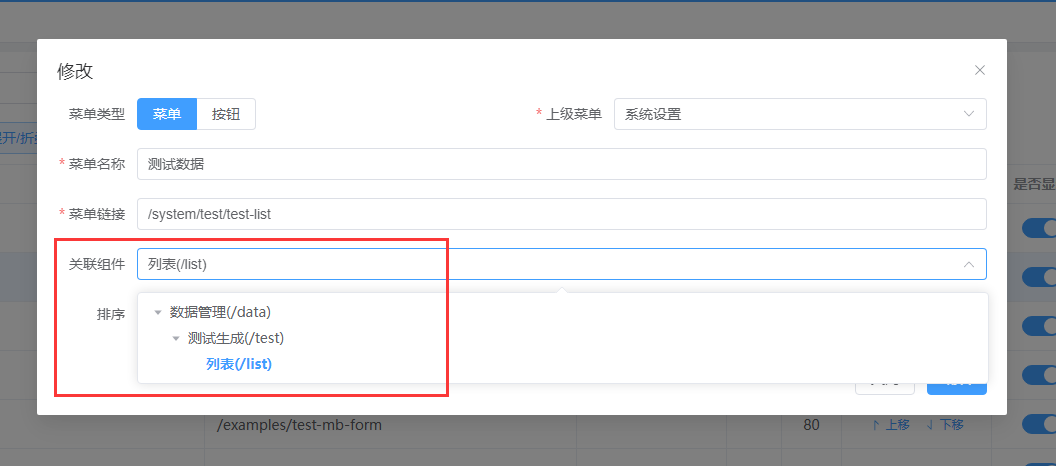 修改
菜单类型 菜单 按钮 * 上级菜单 系统设置
开/折
* 菜单名称 测试数据
是否显
* 菜单链接 /system/test/test-list
关联组件 列表(/list)
排序
数据管理(/data)
测试生成(/test)
列表(/list)
/examples/test-mb-form 80 ↑ 上移 ↓ 下移